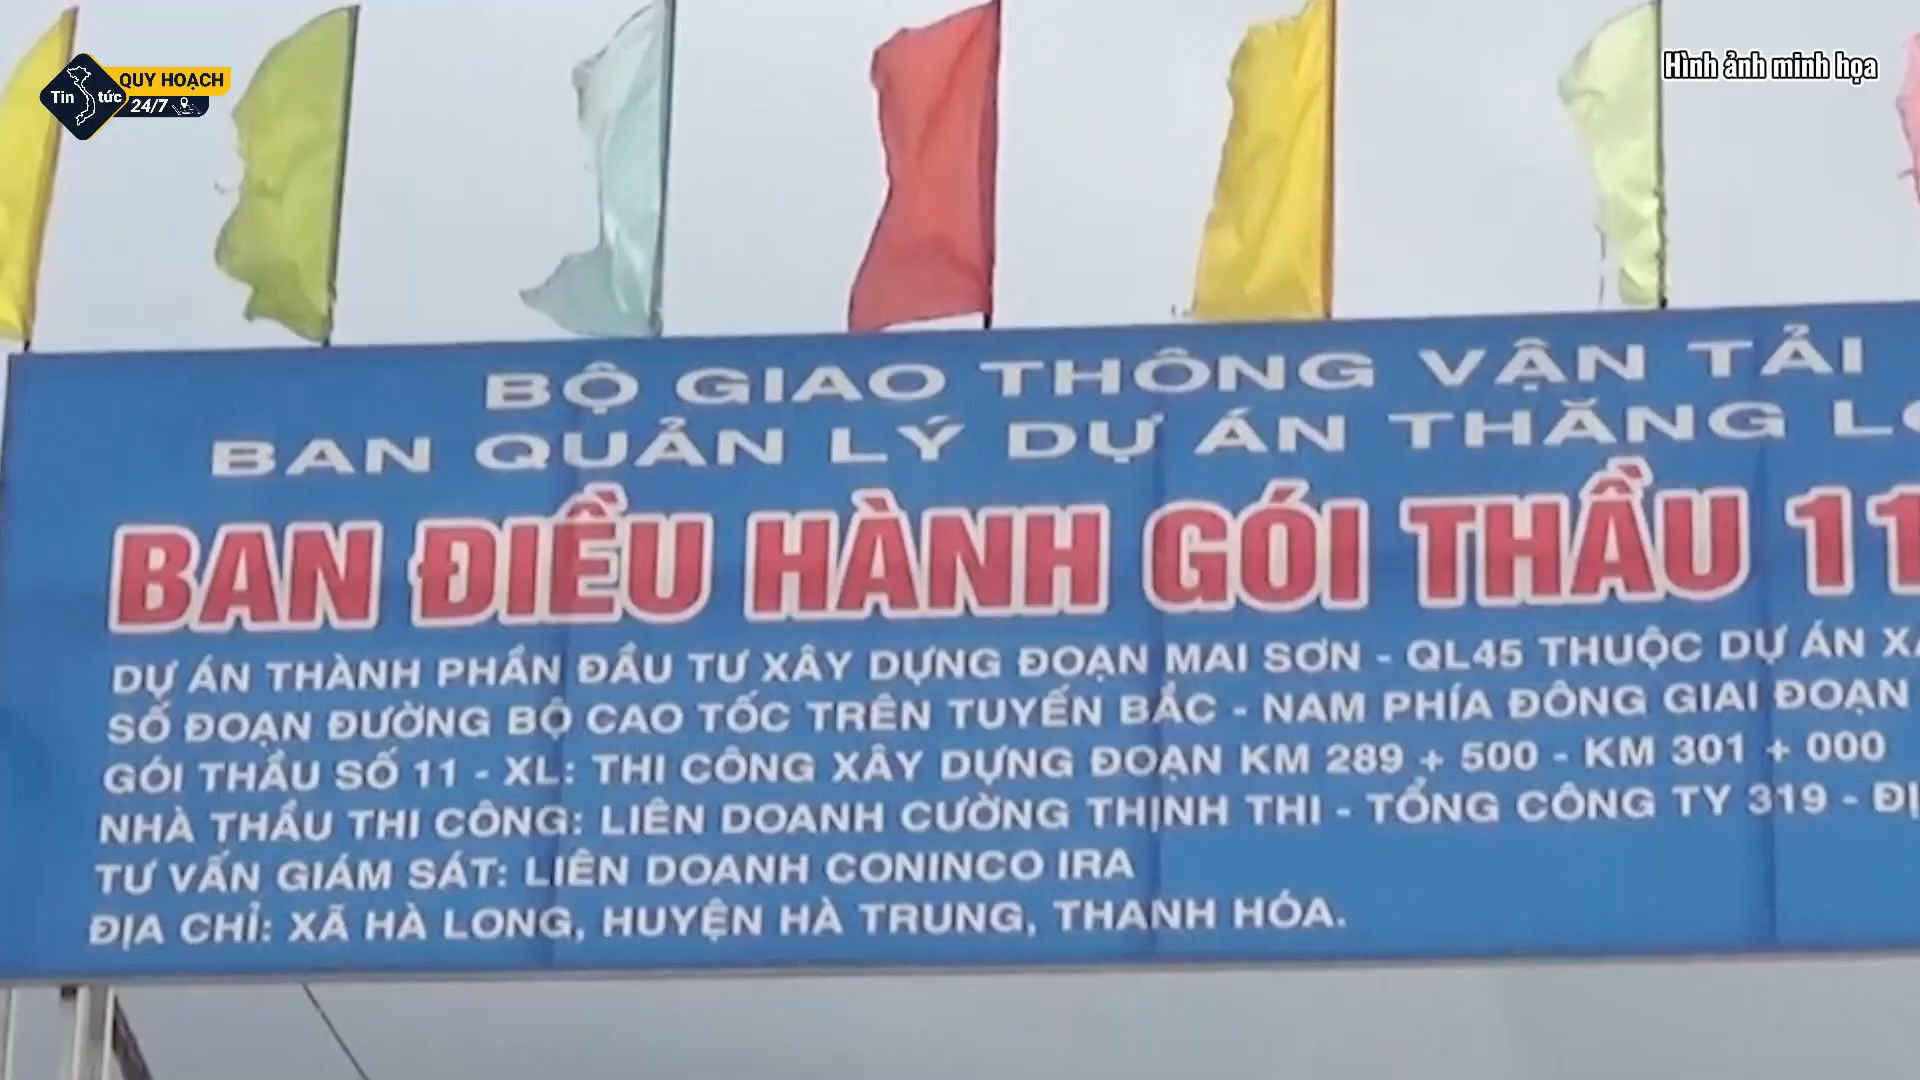 QUY HOẠCH
Tin tức
24/7
Hình ảnh minh họa
BỘ GIAO THÔNG VẬN TẢI
BAN QUẢN LÝ DỰ ÁN THĂNG
BAN ĐIỀU HÀNH GÓI THẦU 11
DỰ ÁN THÀNH PHẦN ĐẦU TƯ XÂY DỰNG ĐOẠN MAI SƠN - QL45 THUỘC DỰ ÁN
SỐ ĐOẠN ĐƯỜNG BỘ CAO TỐC TRÊN TUYẾN BẮC - NAM PHÍA ĐÔNG GIAI ĐOẠN
GÓI THẦU SỐ 11 - XL: THI CÔNG XÂY DỰNG ĐOẠN KM 289 + 500 - KM 301 + 000
NHÀ THẦU THI CÔNG: LIÊN DOANH CƯỜNG THỊNH THI - TỔNG CÔNG TY 319 -
TƯ VẤN GIÁM SÁT: LIÊN DOANH CONINCO IRA
ĐỊA CHỈ: XÃ HÀ LONG, HUYỆN HÀ TRUNG, THANH HÓA.